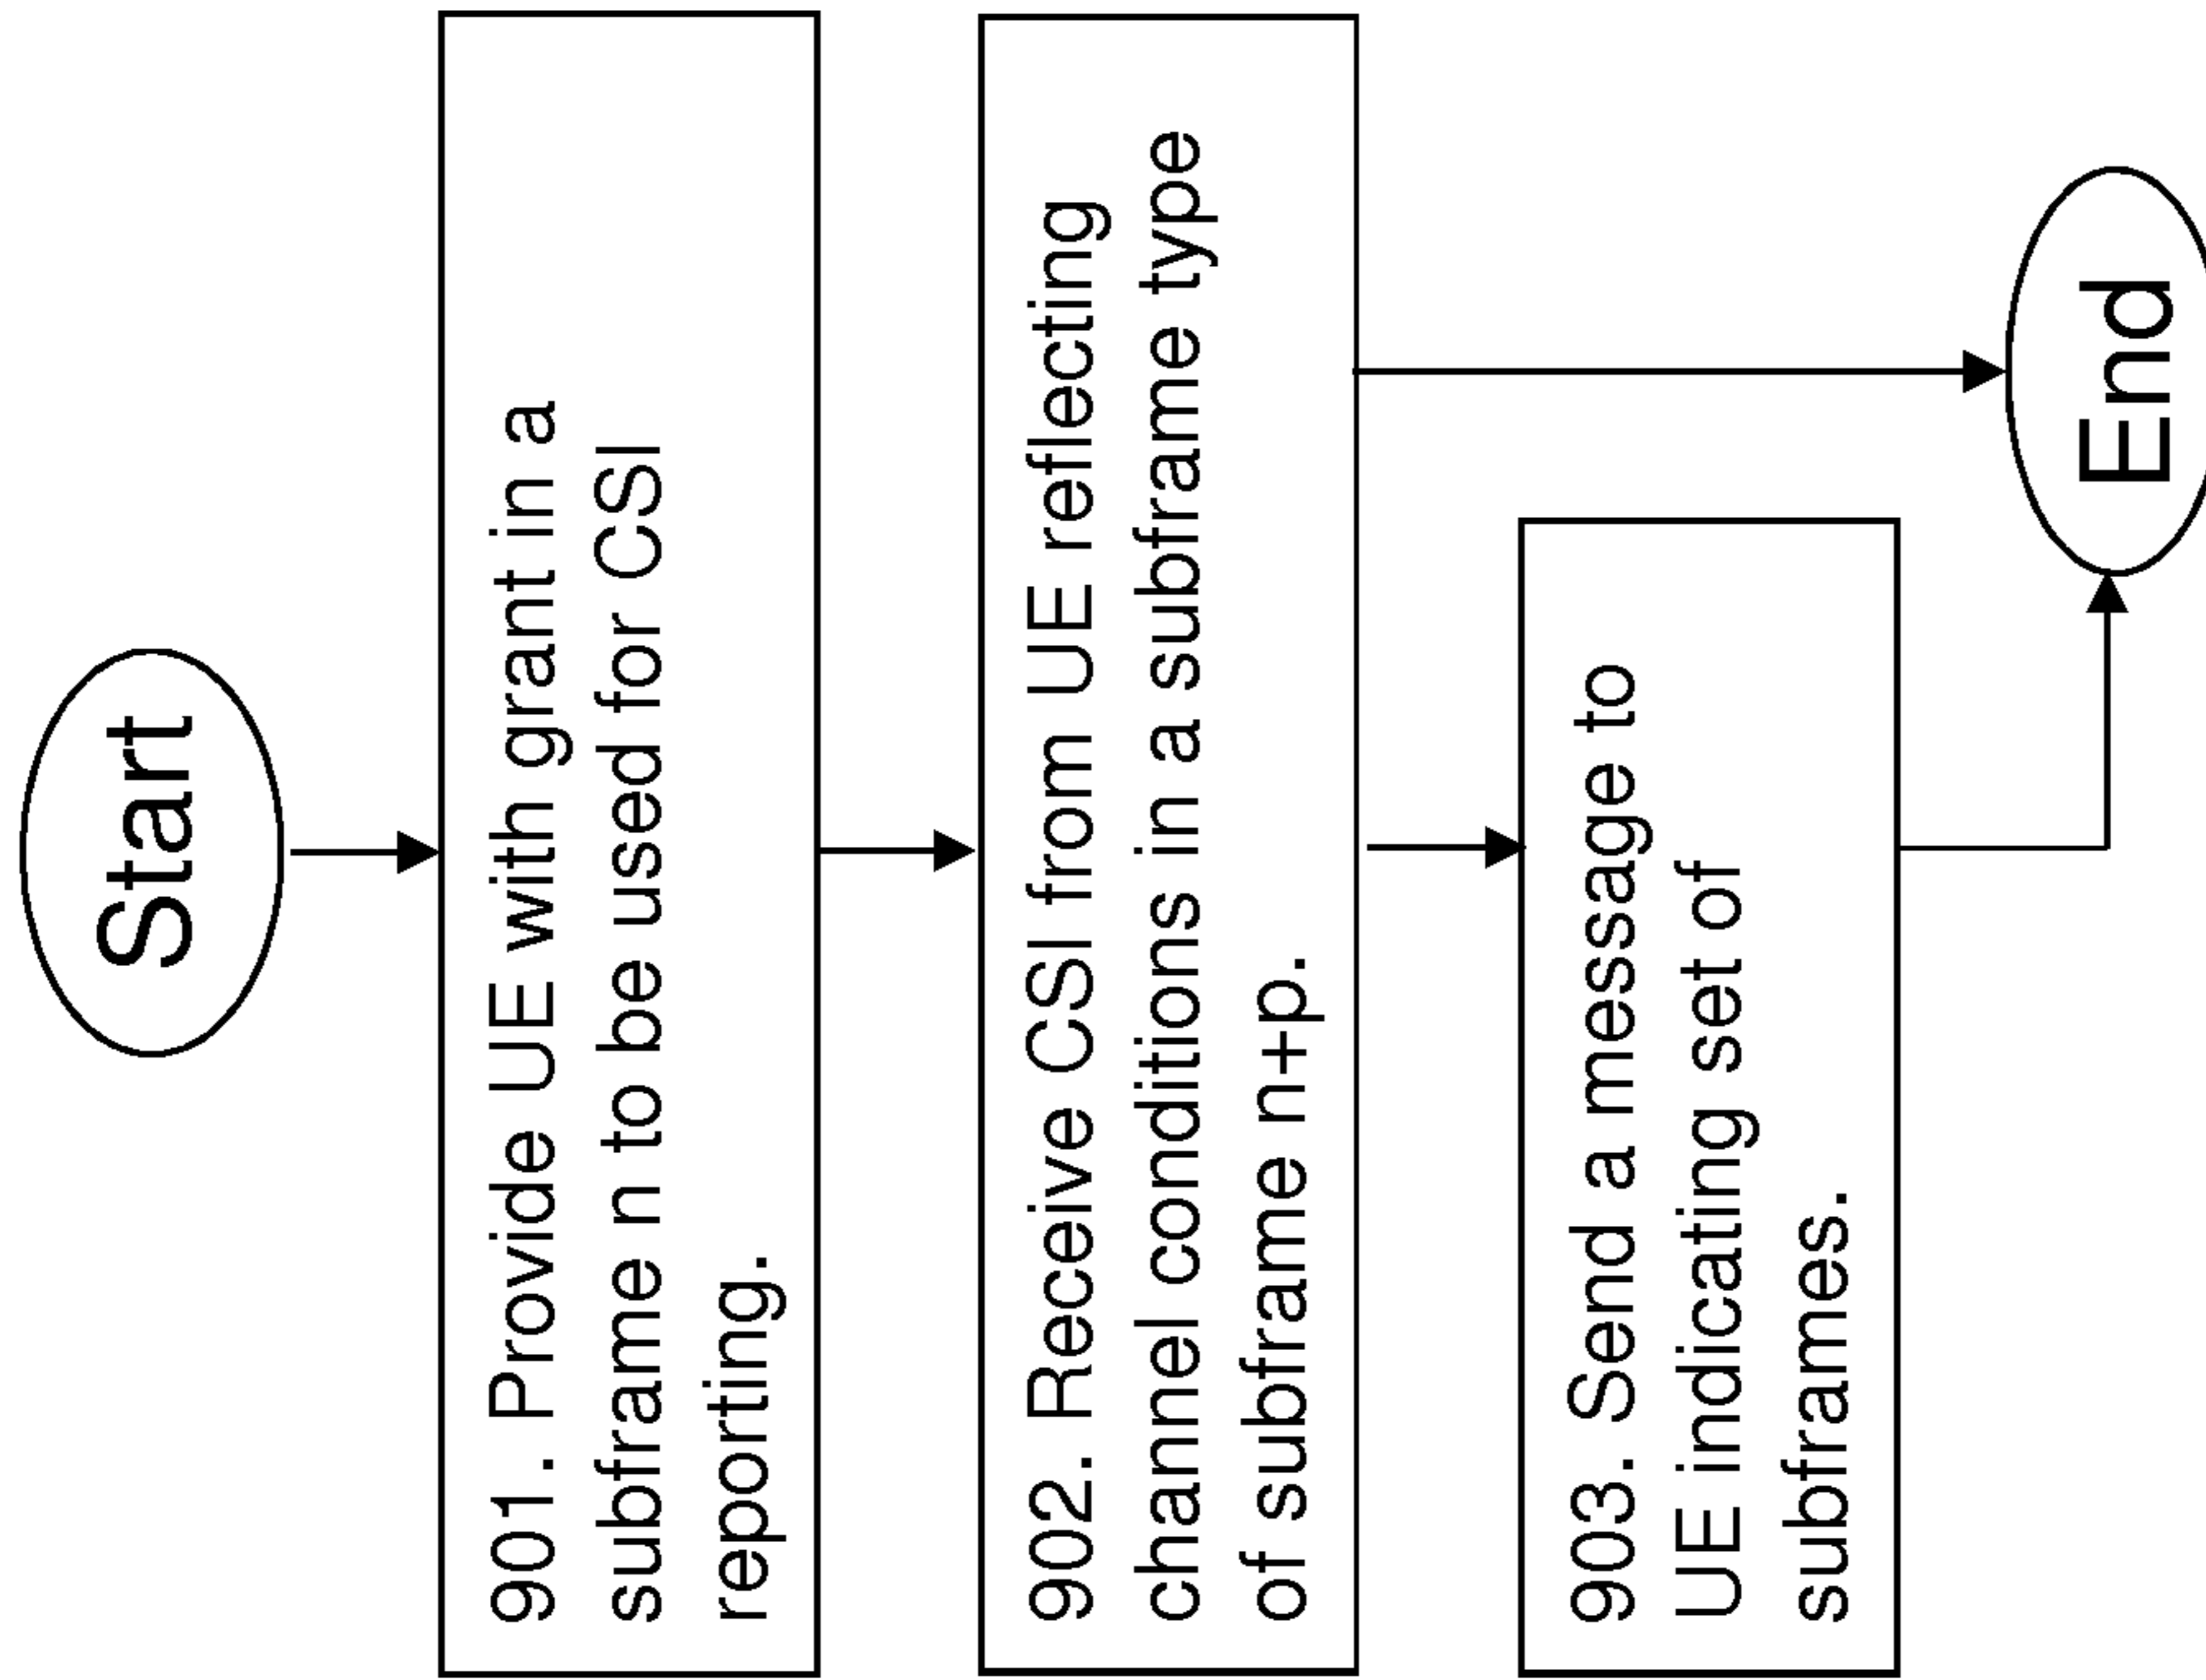 Start
901. Provide UE with grant in a
subframe n to be used for CSI
reporting.
902. Receive CSI from UE reflecting
channel conditions in a subframe type
of subframe n+p.
903. Send a message to
UE indicating set of
subframes.
End